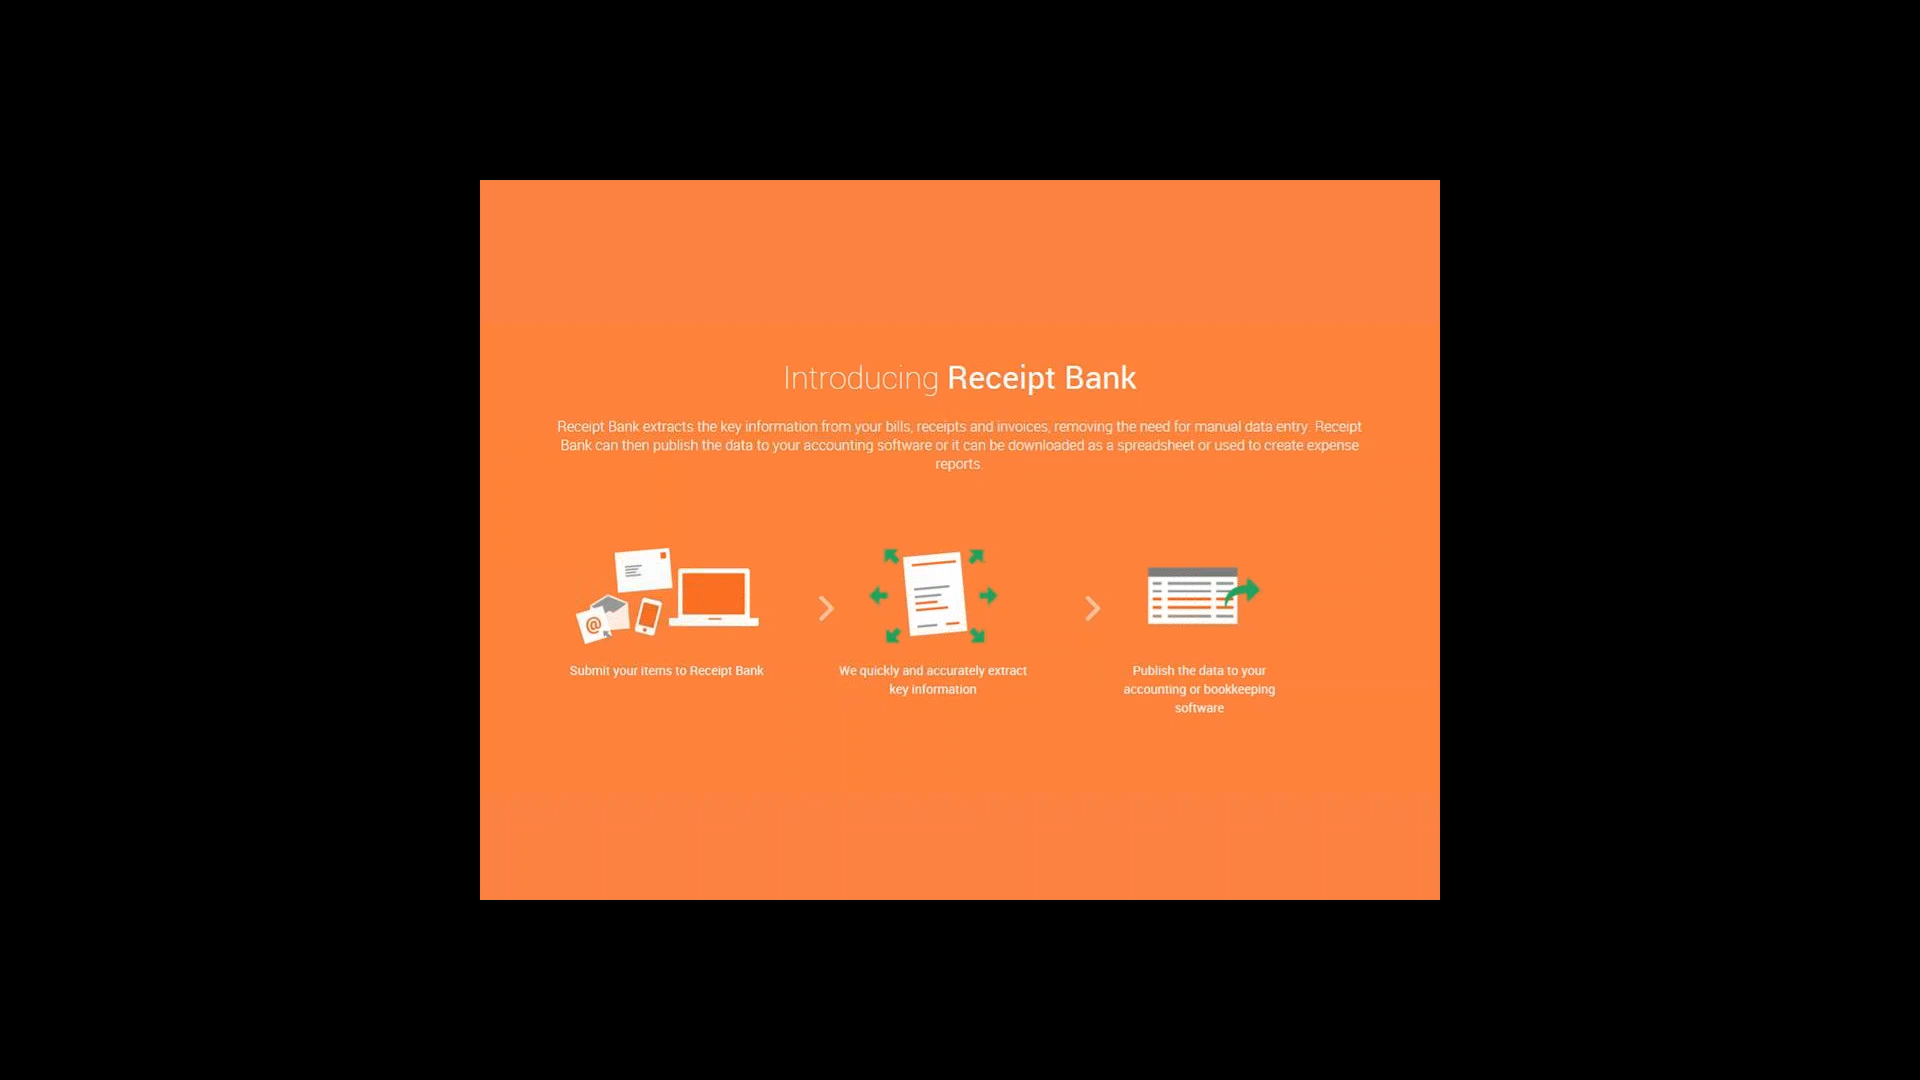 Introducing Receipt Bank
Receipt Bank extracts the key information from your bills, receipts and invoices, removing the need for manual data entry. Receipt
Bank can then publish the data to your accounting software or it can be downloaded as a spreadsheet or used to create expense
reports.
@
Submit your items to Receipt Bank
We quickly and accurately extract
key information
Publish the data to your
accounting or bookkeeping
software